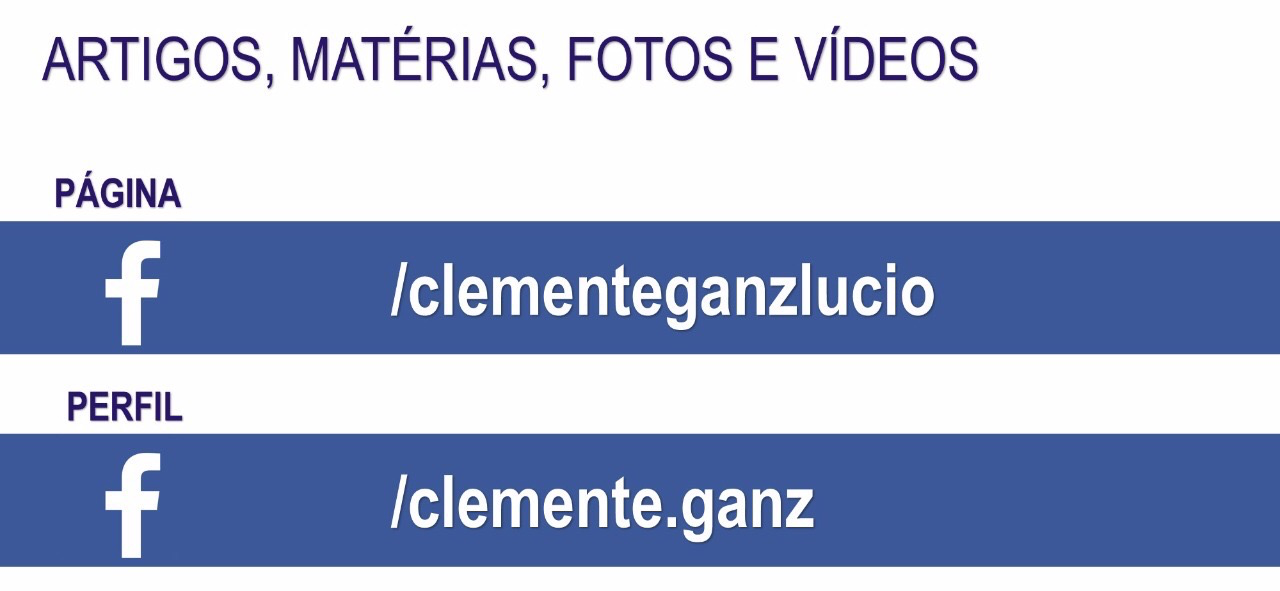 ARTIGOS, MATÉRIAS, FOTOS E VÍDEOS
PÁGINA
f /clementeganzlucio
PERFIL
f /clemente.ganz